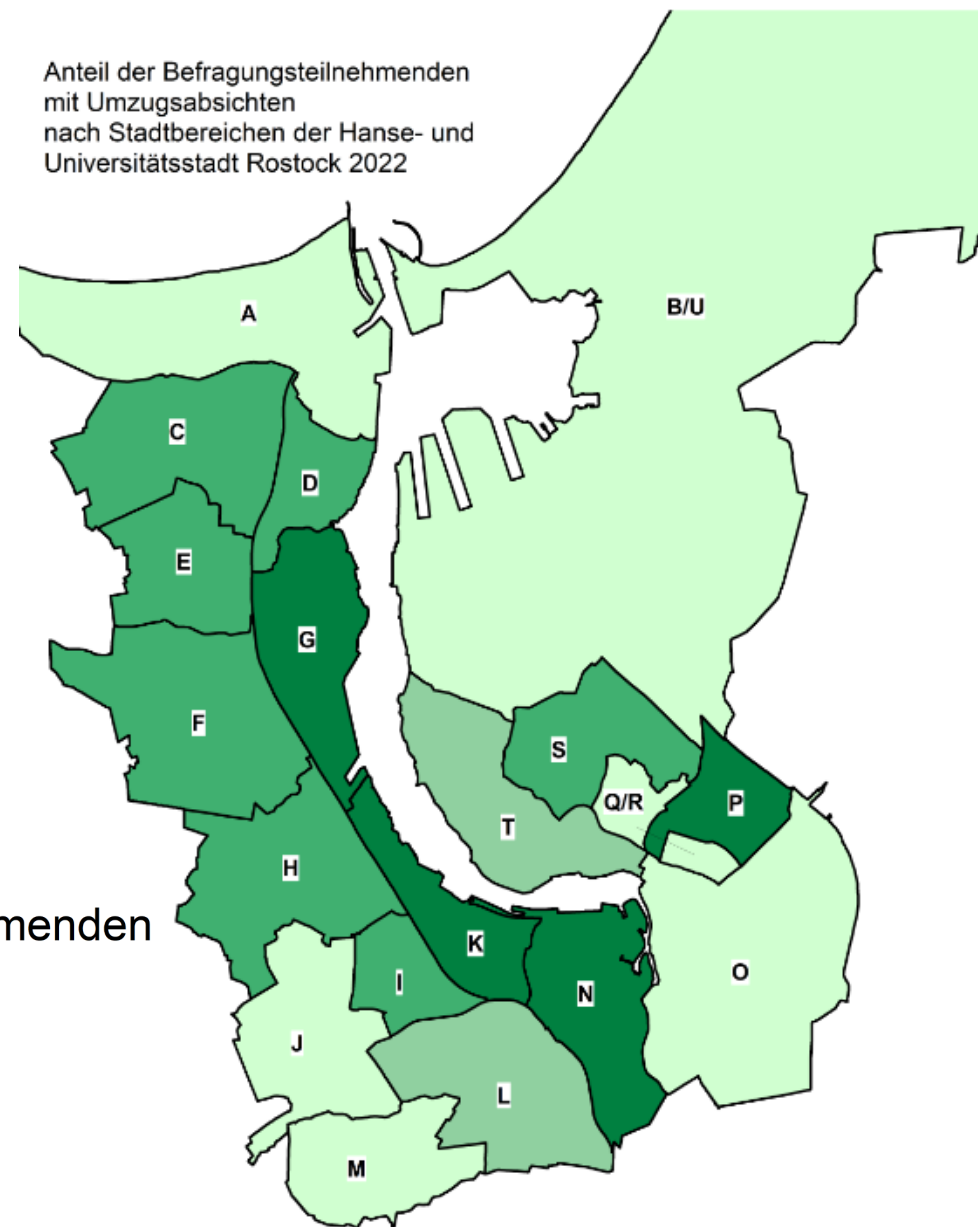 Anteil der Befragungsteilnehmenden
mit Umzugsabsichten
nach Stadtbereichen der Hanse- und
Universitätsstadt Rostock 2022
A
B/U
C
D
E
G
F
S
Q/R
P
T
H
menden
K
I
N
O
J
L
M